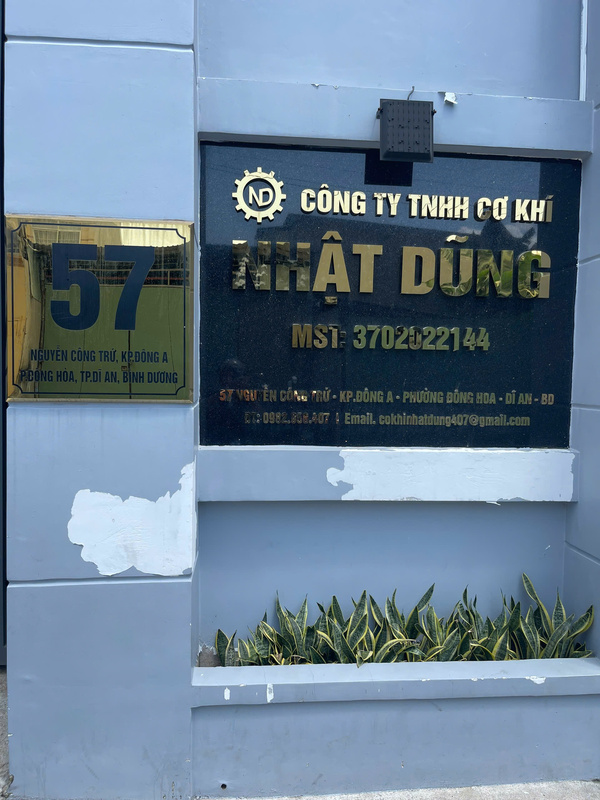 57
NGUYỄN CÔNG TRỨ, KP.ĐÔNG A
P.ĐÔNG HÒA, TP.DĨ AN, BÌNH DƯƠNG
ND
CÔNG TY TNHH CƠ KHÍ
NHẬT DŨNG
MST: 3702022144
57 NGUYỄN CÔNG TRỨ - KP.ĐÔNG A - PHƯỜNG ĐÔNG HÒA - DĨ AN - BD
ĐT: | Email. cokhinhatdung407@gmail.com